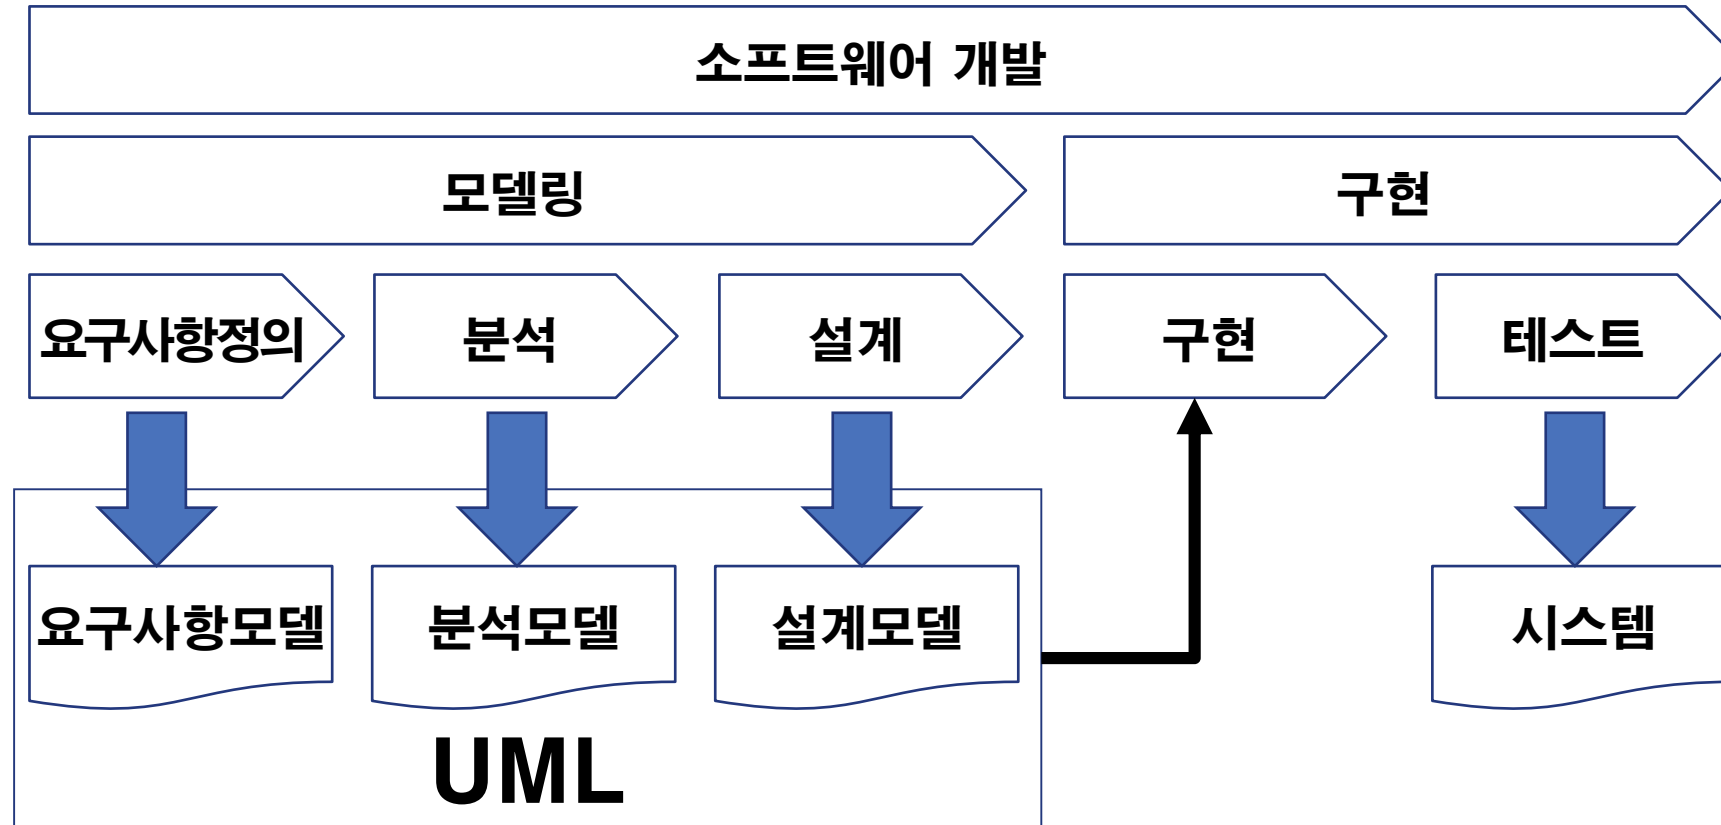 소프트웨어 개발
모델링
구현
요구사항정의
분석
설계
구현
테스트
요구사항모델
분석모델
설계모델
시스템
UML